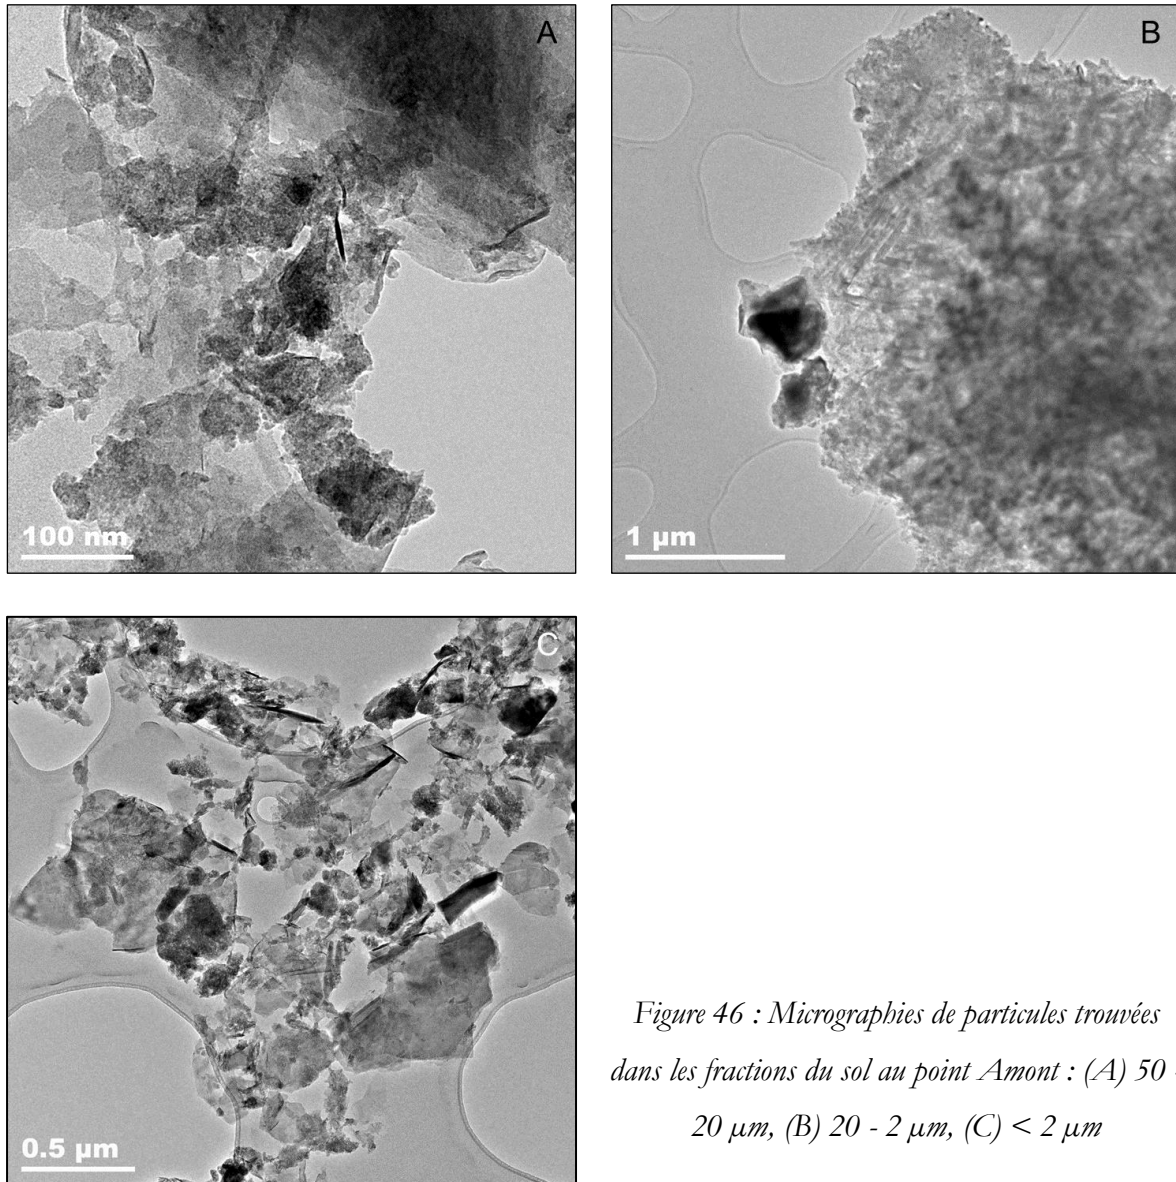 A
B
100 nm
1 µm
C
0.5 µm
Figure 46 : Micrographies de particules trouvées
dans les fractions du sol au point Amont : (A) 50 -
20 µm, (B) 20 - 2 µm, (C) < 2 µm